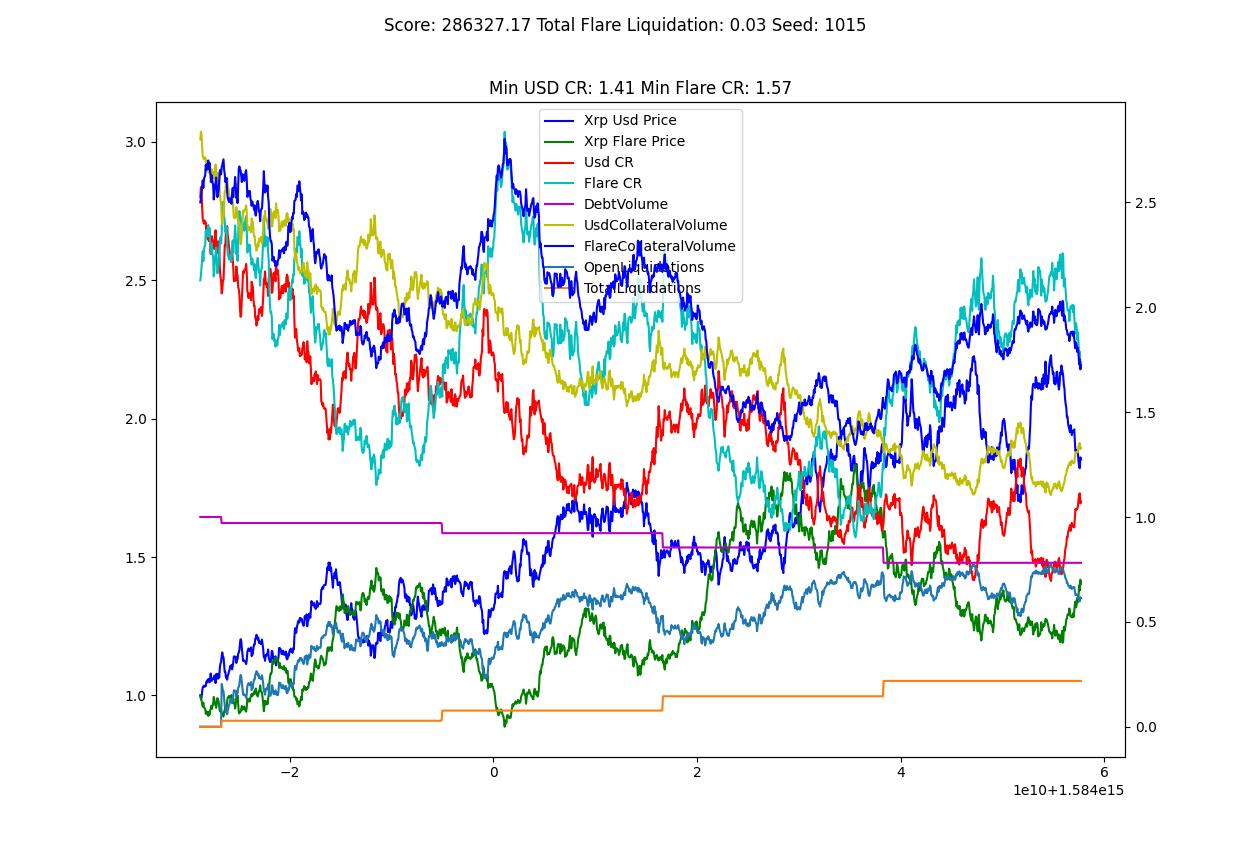 Score: 286327.17 Total Flare Liquidation: 0.03 Seed: 1015
Min USD CR: 1.41 Min Flare CR: 1.57
Xrp Usd Price
Xrp Flare Price
Usd CR
Flare CR
DebtVolume
UsdCollateralVolume
FlareCollateralVolume
OpenLiquidations
TotalLiquidations
3.0
2.5
2.0
1.5
1.0
2.5
2.0
1.5
1.0
0.5
0.0
−2 0 2 4 6
1e10+1.584e15